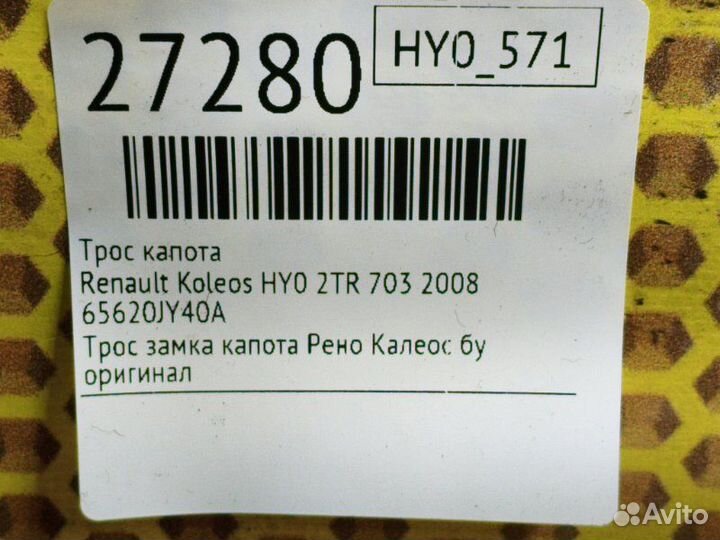 27280
HY0_571
Трос капота
Renault Koleos HY0 2TR 703 2008
65620JY40A
Трос замка капота Рено Калеос бу
оригинал
Avito